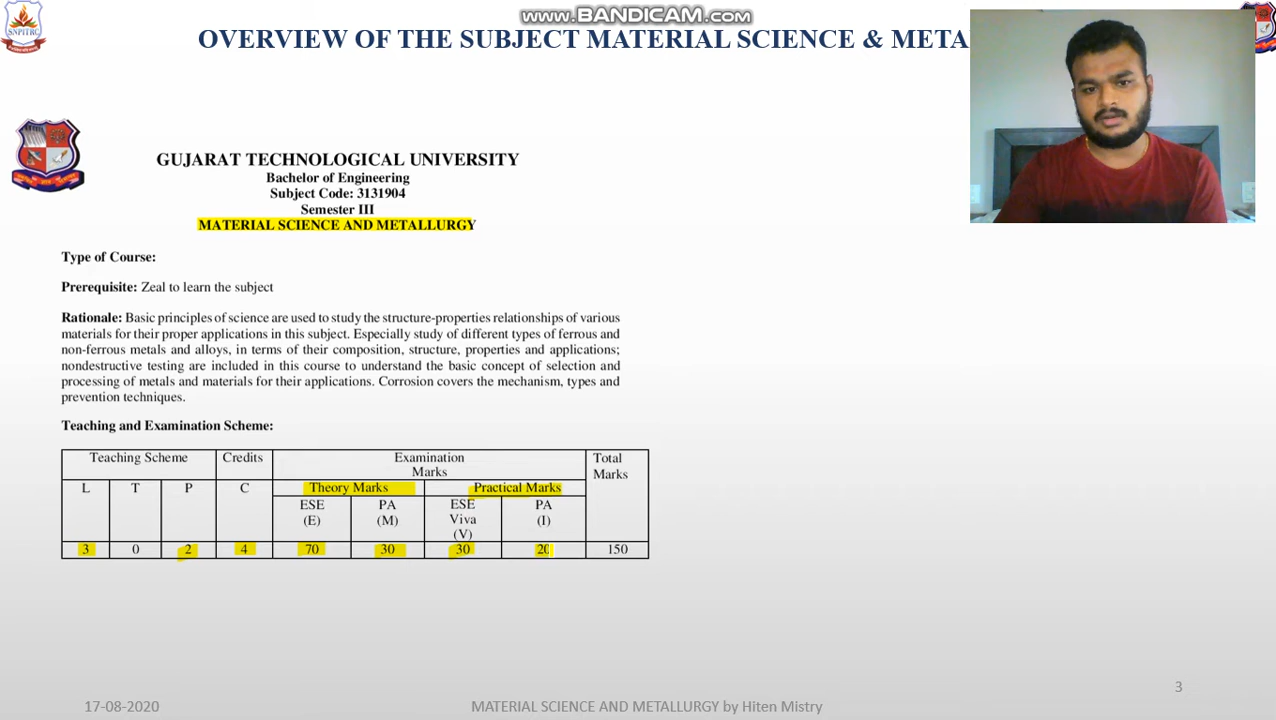 www.BANDICAM.com
SNPITRC
OVERVIEW OF THE SUBJECT MATERIAL SCIENCE & META
GUJARAT TECHNOLOGICAL UNIVERSITY
Bachelor of Engineering
Subject Code: 3131904
Semester III
MATERIAL SCIENCE AND METALLURGY
Type of Course:
Prerequisite: Zeal to learn the subject
Rationale: Basic principles of science are used to study the structure-properties relationships of various
materials for their proper applications in this subject. Especially study of different types of ferrous and
non-ferrous metals and alloys, in terms of their composition, structure, properties and applications;
nondestructive testing are included in this course to understand the basic concept of selection and
processing of metals and materials for their applications. Corrosion covers the mechanism, types and
prevention techniques.
Teaching and Examination Scheme:
Teaching Scheme Credits Examination Marks Total Marks
L T P C Theory Marks Practical Marks
ESE (E) PA (M) ESE Viva (V) PA (I)
3 0 2 4 70 30 30 20 150
17-08-2020
MATERIAL SCIENCE AND METALLURGY by Hiten Mistry
3